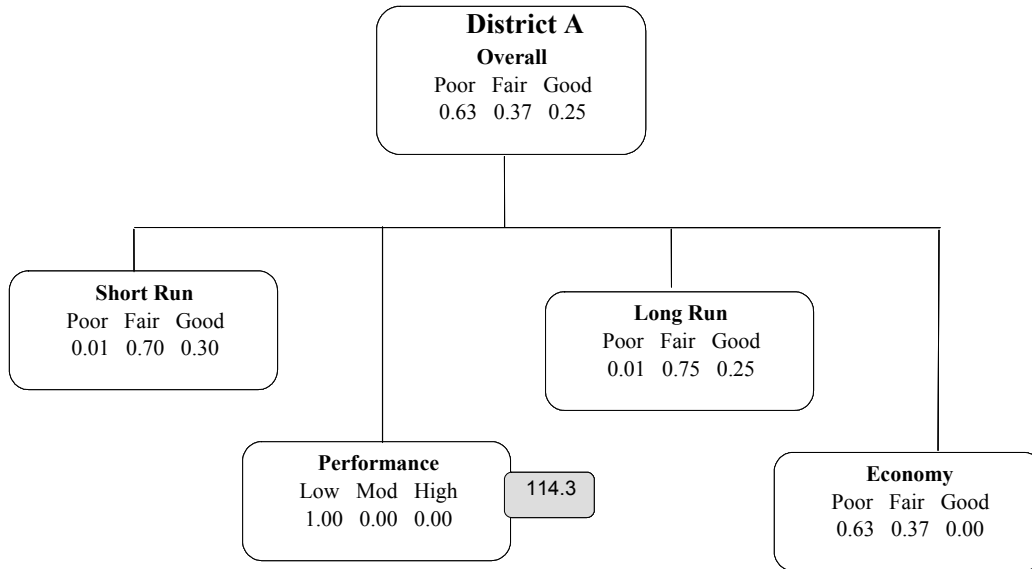 District A
Overall
Poor Fair Good
0.63 0.37 0.25
Short Run
Poor Fair Good
0.01 0.70 0.30
Long Run
Poor Fair Good
0.01 0.75 0.25
Performance
Low Mod High
1.00 0.00 0.00
114.3
Economy
Poor Fair Good
0.63 0.37 0.00